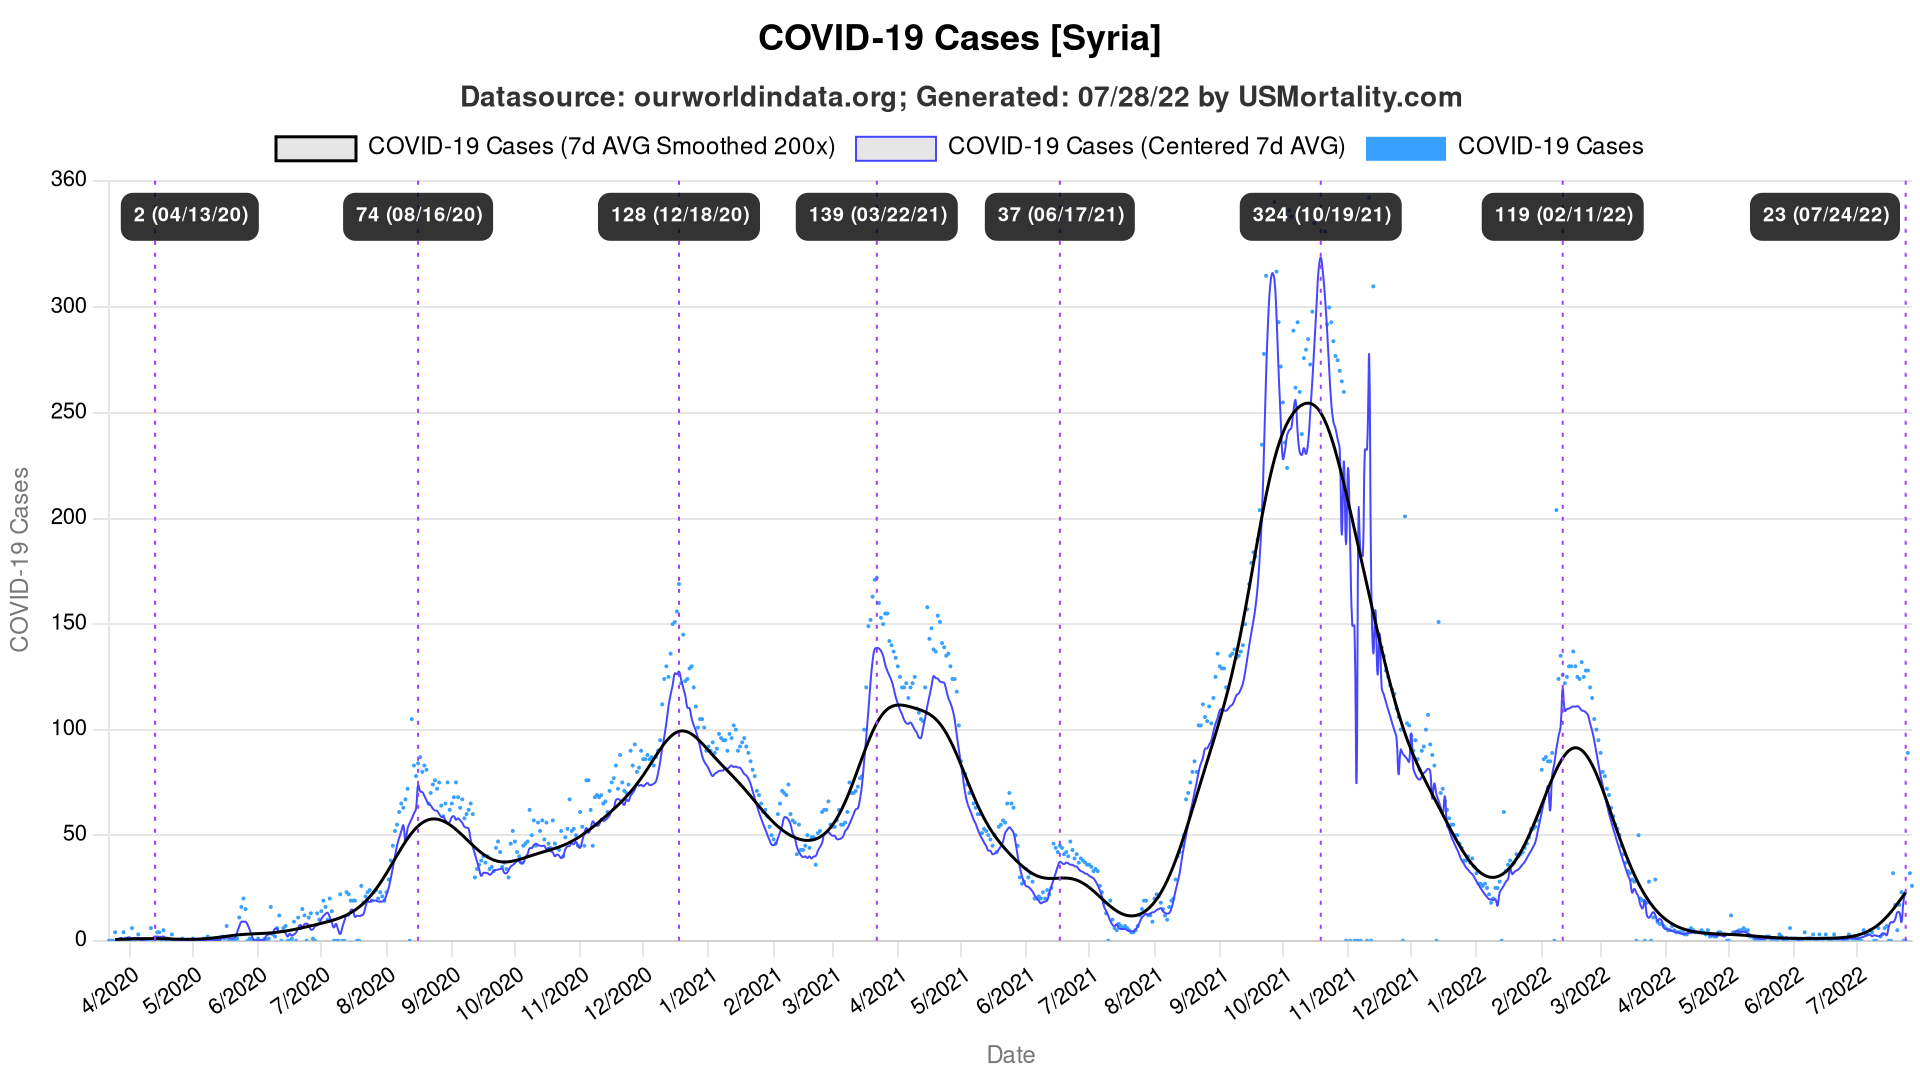 COVID-19 Cases [Syria]
Datasource: ourworldindata.org; Generated: 07/28/22 by USMortality.com
COVID-19 Cases (7d AVG Smoothed 200x) COVID-19 Cases (Centered 7d AVG) COVID-19 Cases
360
2 (04/13/20) 74 (08/16/20) 128 (12/18/20) 139 (03/22/21) 37 (06/17/21) 324 (10/19/21) 119 (02/11/22) 23 (07/24/22)
300
250
200
150
100
50
0
COVID-19 Cases
4/2020 5/2020 6/2020 7/2020 8/2020 9/2020 10/2020 11/2020 12/2020 1/2021 2/2021 3/2021 4/2021 5/2021 6/2021 7/2021 8/2021 9/2021 10/2021 11/2021 12/2021 1/2022 2/2022 3/2022 4/2022 5/2022 6/2022 7/2022
Date